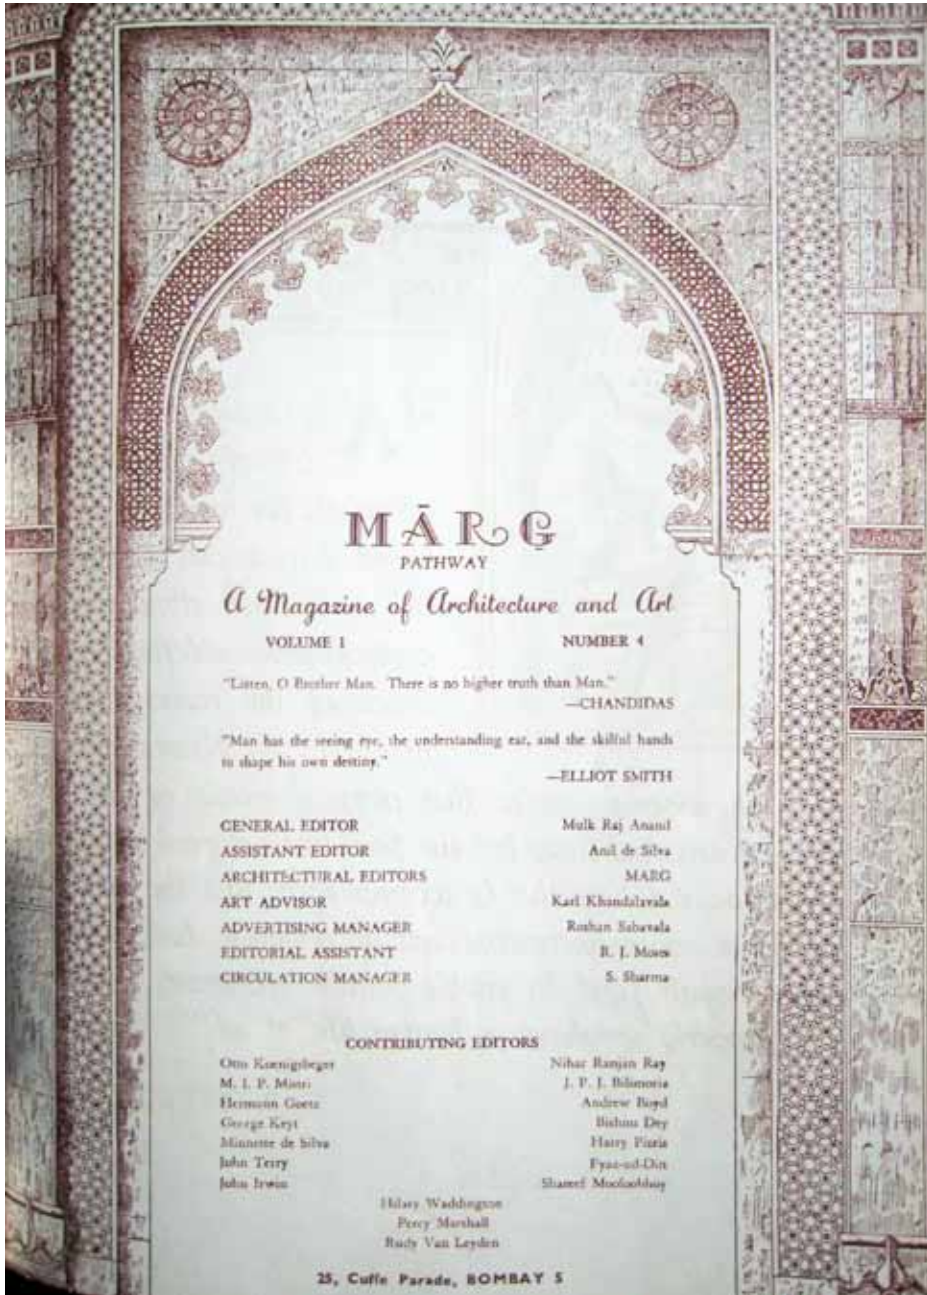 MĀRG
PATHWAY
A Magazine of Architecture and Art
VOLUME 1 NUMBER 4
"Listen, O Brother Man. There is no higher truth than Man."
—CHANDIDAS
"Man has the seeing eye, the understanding ear, and the skilful hands
to shape his own destiny."
—ELLIOT SMITH
GENERAL EDITOR Mulk Raj Anand
ASSISTANT EDITOR Anil de Silva
ARCHITECTURAL EDITORS MARG
ART ADVISOR Karl Khandalavala
ADVERTISING MANAGER Roshan Sabavala
EDITORIAL ASSISTANT R. J. Moses
CIRCULATION MANAGER S. Sharma
CONTRIBUTING EDITORS
Otto Koenigsberger Nihar Ranjan Ray
M. I. P. Mistri J. P. J. Bilimoria
Hermann Goetz Andrew Boyd
George Keyt Bishnu Dey
Minnette de Silva Harry Pieris
John Terry Fyaz-ud-Din
John Irwin Shareef Mooloobhoy
Hilary Waddington
Percy Marshall
Rudy Van Leyden
25, Cuffe Parade, BOMBAY 5